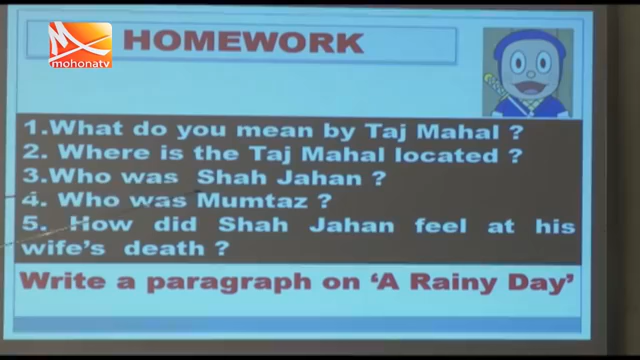 mohonatv
HOMEWORK
1.What do you mean by Taj Mahal ?
2. Where is the Taj Mahal located ?
3.Who was Shah Jahan ?
4. Who was Mumtaz ?
5. How did Shah Jahan feel at his
wife's death ?
Write a paragraph on ‘A Rainy Day’